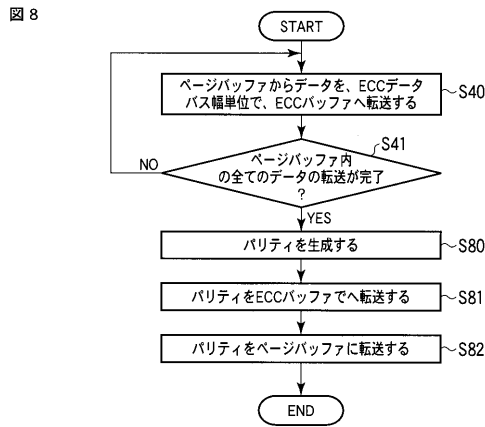 図8
START
ページバッファからデータを、ECCデータ
バス幅単位で、ECCバッファへ転送する
S40
S41
ページバッファ内
の全てのデータの転送が完了
?
NO
YES
パリティを生成する
S80
パリティをECCバッファでへ転送する
S81
パリティをページバッファに転送する
S82
END